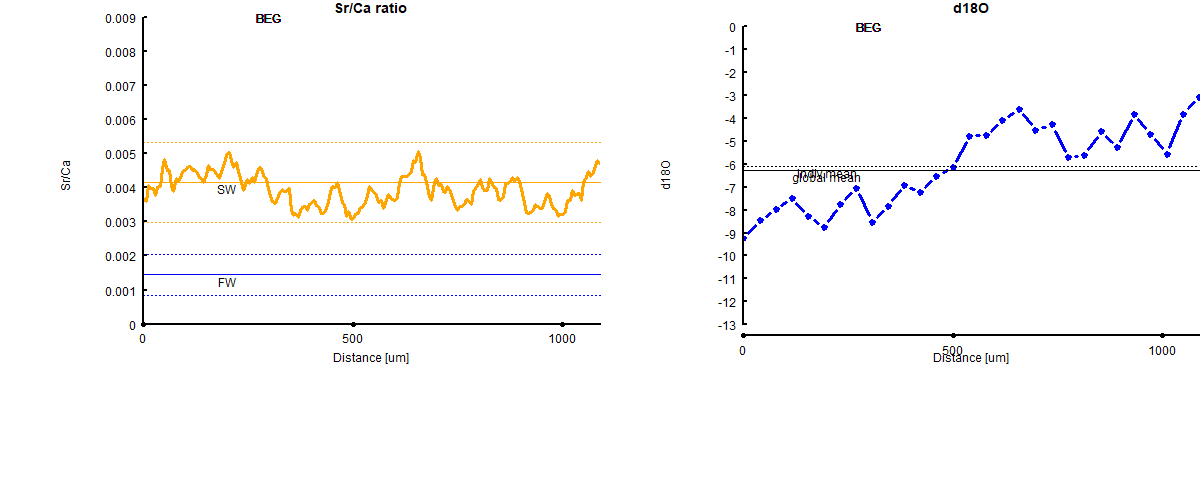 Sr/Ca ratio
BEG
0.009
0.008
0.007
0.006
0.005
0.004
0.003
0.002
0.001
0
Sr/Ca
SW
FW
0
500
1000
Distance [um]
d18O
BEG
0
-1
-2
-3
-4
-5
-6
-7
-8
-9
-10
-11
-12
-13
d18O
indiv.mean
global mean
0
500
1000
Distance [um]